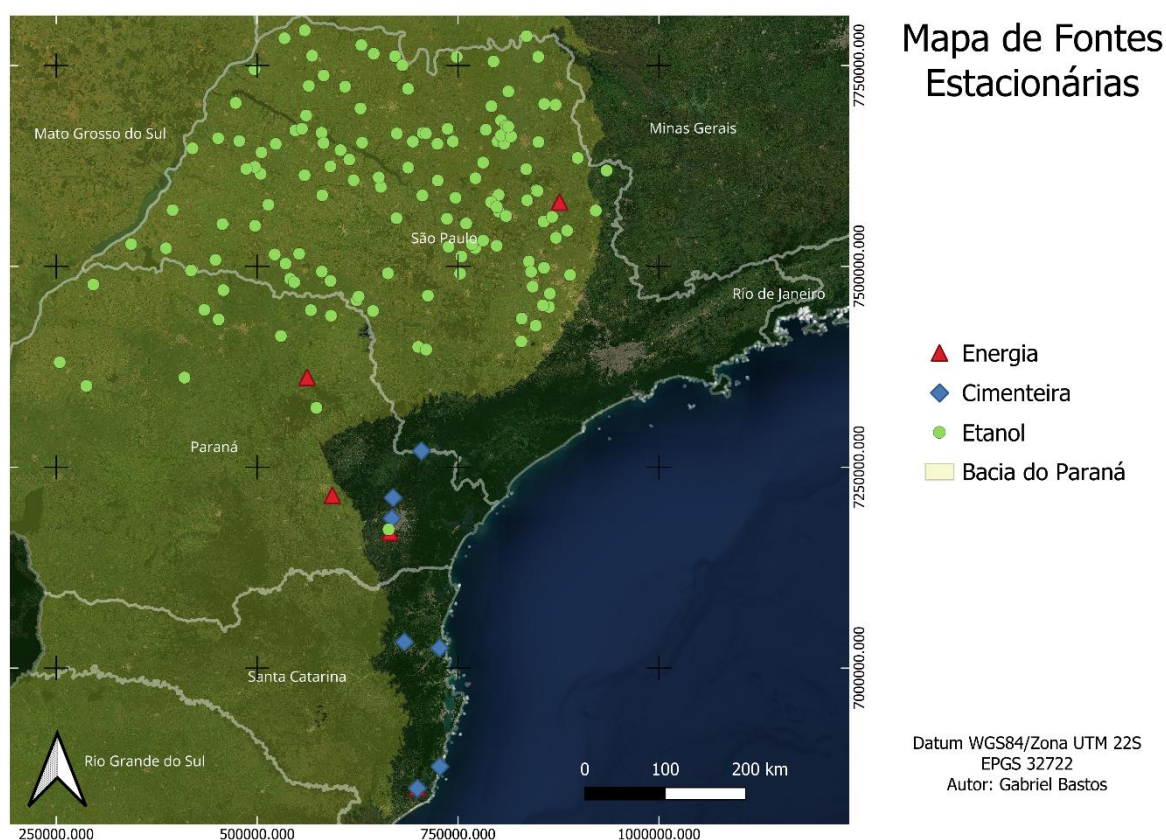 Mapa de Fontes
Estacionárias
Mato Grosso do Sul
Minas Gerais
São Paulo
Rio de Janeiro
Paraná
Santa Catarina
Rio Grande do Sul
7750000.000
7500000.000
7250000.000
7000000.000
250000.000
500000.000
750000.000
1000000.000
0 100 200 km
Energia
Cimenteira
Etanol
Bacia do Paraná
Datum WGS84/Zona UTM 22S
EPGS 32722
Autor: Gabriel Bastos